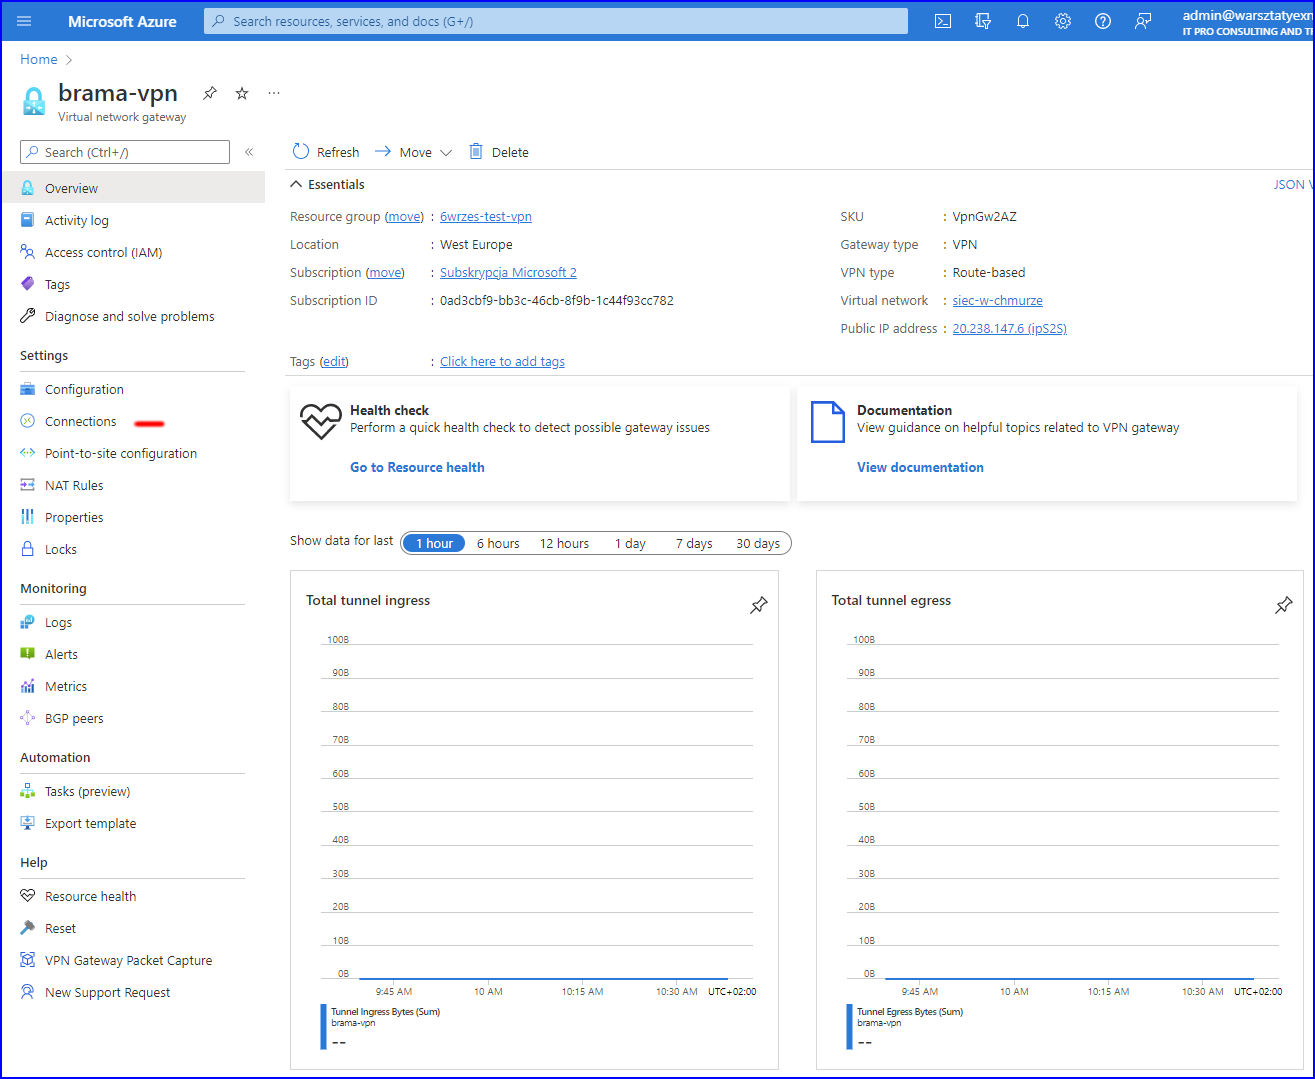 Microsoft Azure
Search resources, services, and docs (G+/)
admin@warsztatyexn
IT PRO CONSULTING AND TR
Home
brama-vpn
Virtual network gateway
Search (Ctrl+/)
Refresh
Move
Delete
Overview
Activity log
Access control (IAM)
Tags
Diagnose and solve problems
Settings
Configuration
Connections
Point-to-site configuration
NAT Rules
Properties
Locks
Monitoring
Logs
Alerts
Metrics
BGP peers
Automation
Tasks (preview)
Export template
Help
Resource health
Reset
VPN Gateway Packet Capture
New Support Request
Essentials
JSON V
Resource group (move) : 6wrzes-test-vpn
Location : West Europe
Subscription (move) : Subskrypcja Microsoft 2
Subscription ID : 0ad3cbf9-bb3c-46cb-8f9b-1c44f93cc782
Tags (edit) : Click here to add tags
SKU : VpnGw2AZ
Gateway type : VPN
VPN type : Route-based
Virtual network : siec-w-chmurze
Public IP address : 20.238.147.6 (ipS2S)
Health check
Perform a quick health check to detect possible gateway issues
Go to Resource health
Documentation
View guidance on helpful topics related to VPN gateway
View documentation
Show data for last 1 hour 6 hours 12 hours 1 day 7 days 30 days
Total tunnel ingress
100B
90B
80B
70B
60B
50B
40B
30B
20B
10B
0B
9:45 AM 10 AM 10:15 AM 10:30 AM UTC+02:00
Tunnel Ingress Bytes (Sum)
brama-vpn
--
Total tunnel egress
100B
90B
80B
70B
60B
50B
40B
30B
20B
10B
0B
9:45 AM 10 AM 10:15 AM 10:30 AM UTC+02:00
Tunnel Egress Bytes (Sum)
brama-vpn
--